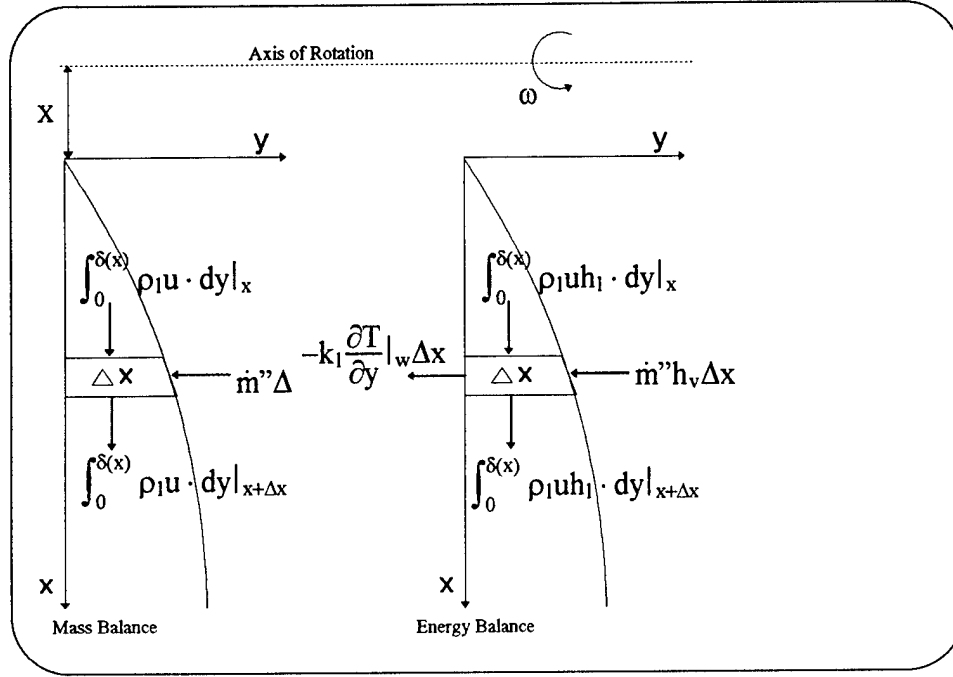 Axis of Rotation
ω
X
y
y
∫₀^δ(x) ρ₁u · dy|ₓ
∫₀^δ(x) ρ₁uh₁ · dy|ₓ
−k₁ ∂T/∂y|_w Δx
△ x
ṁ”Δ
△ x
ṁ”hᵥΔx
∫₀^δ(x) ρ₁u · dy|ₓ₊Δₓ
∫₀^δ(x) ρ₁uh₁ · dy|ₓ₊Δₓ
x
x
Mass Balance
Energy Balance